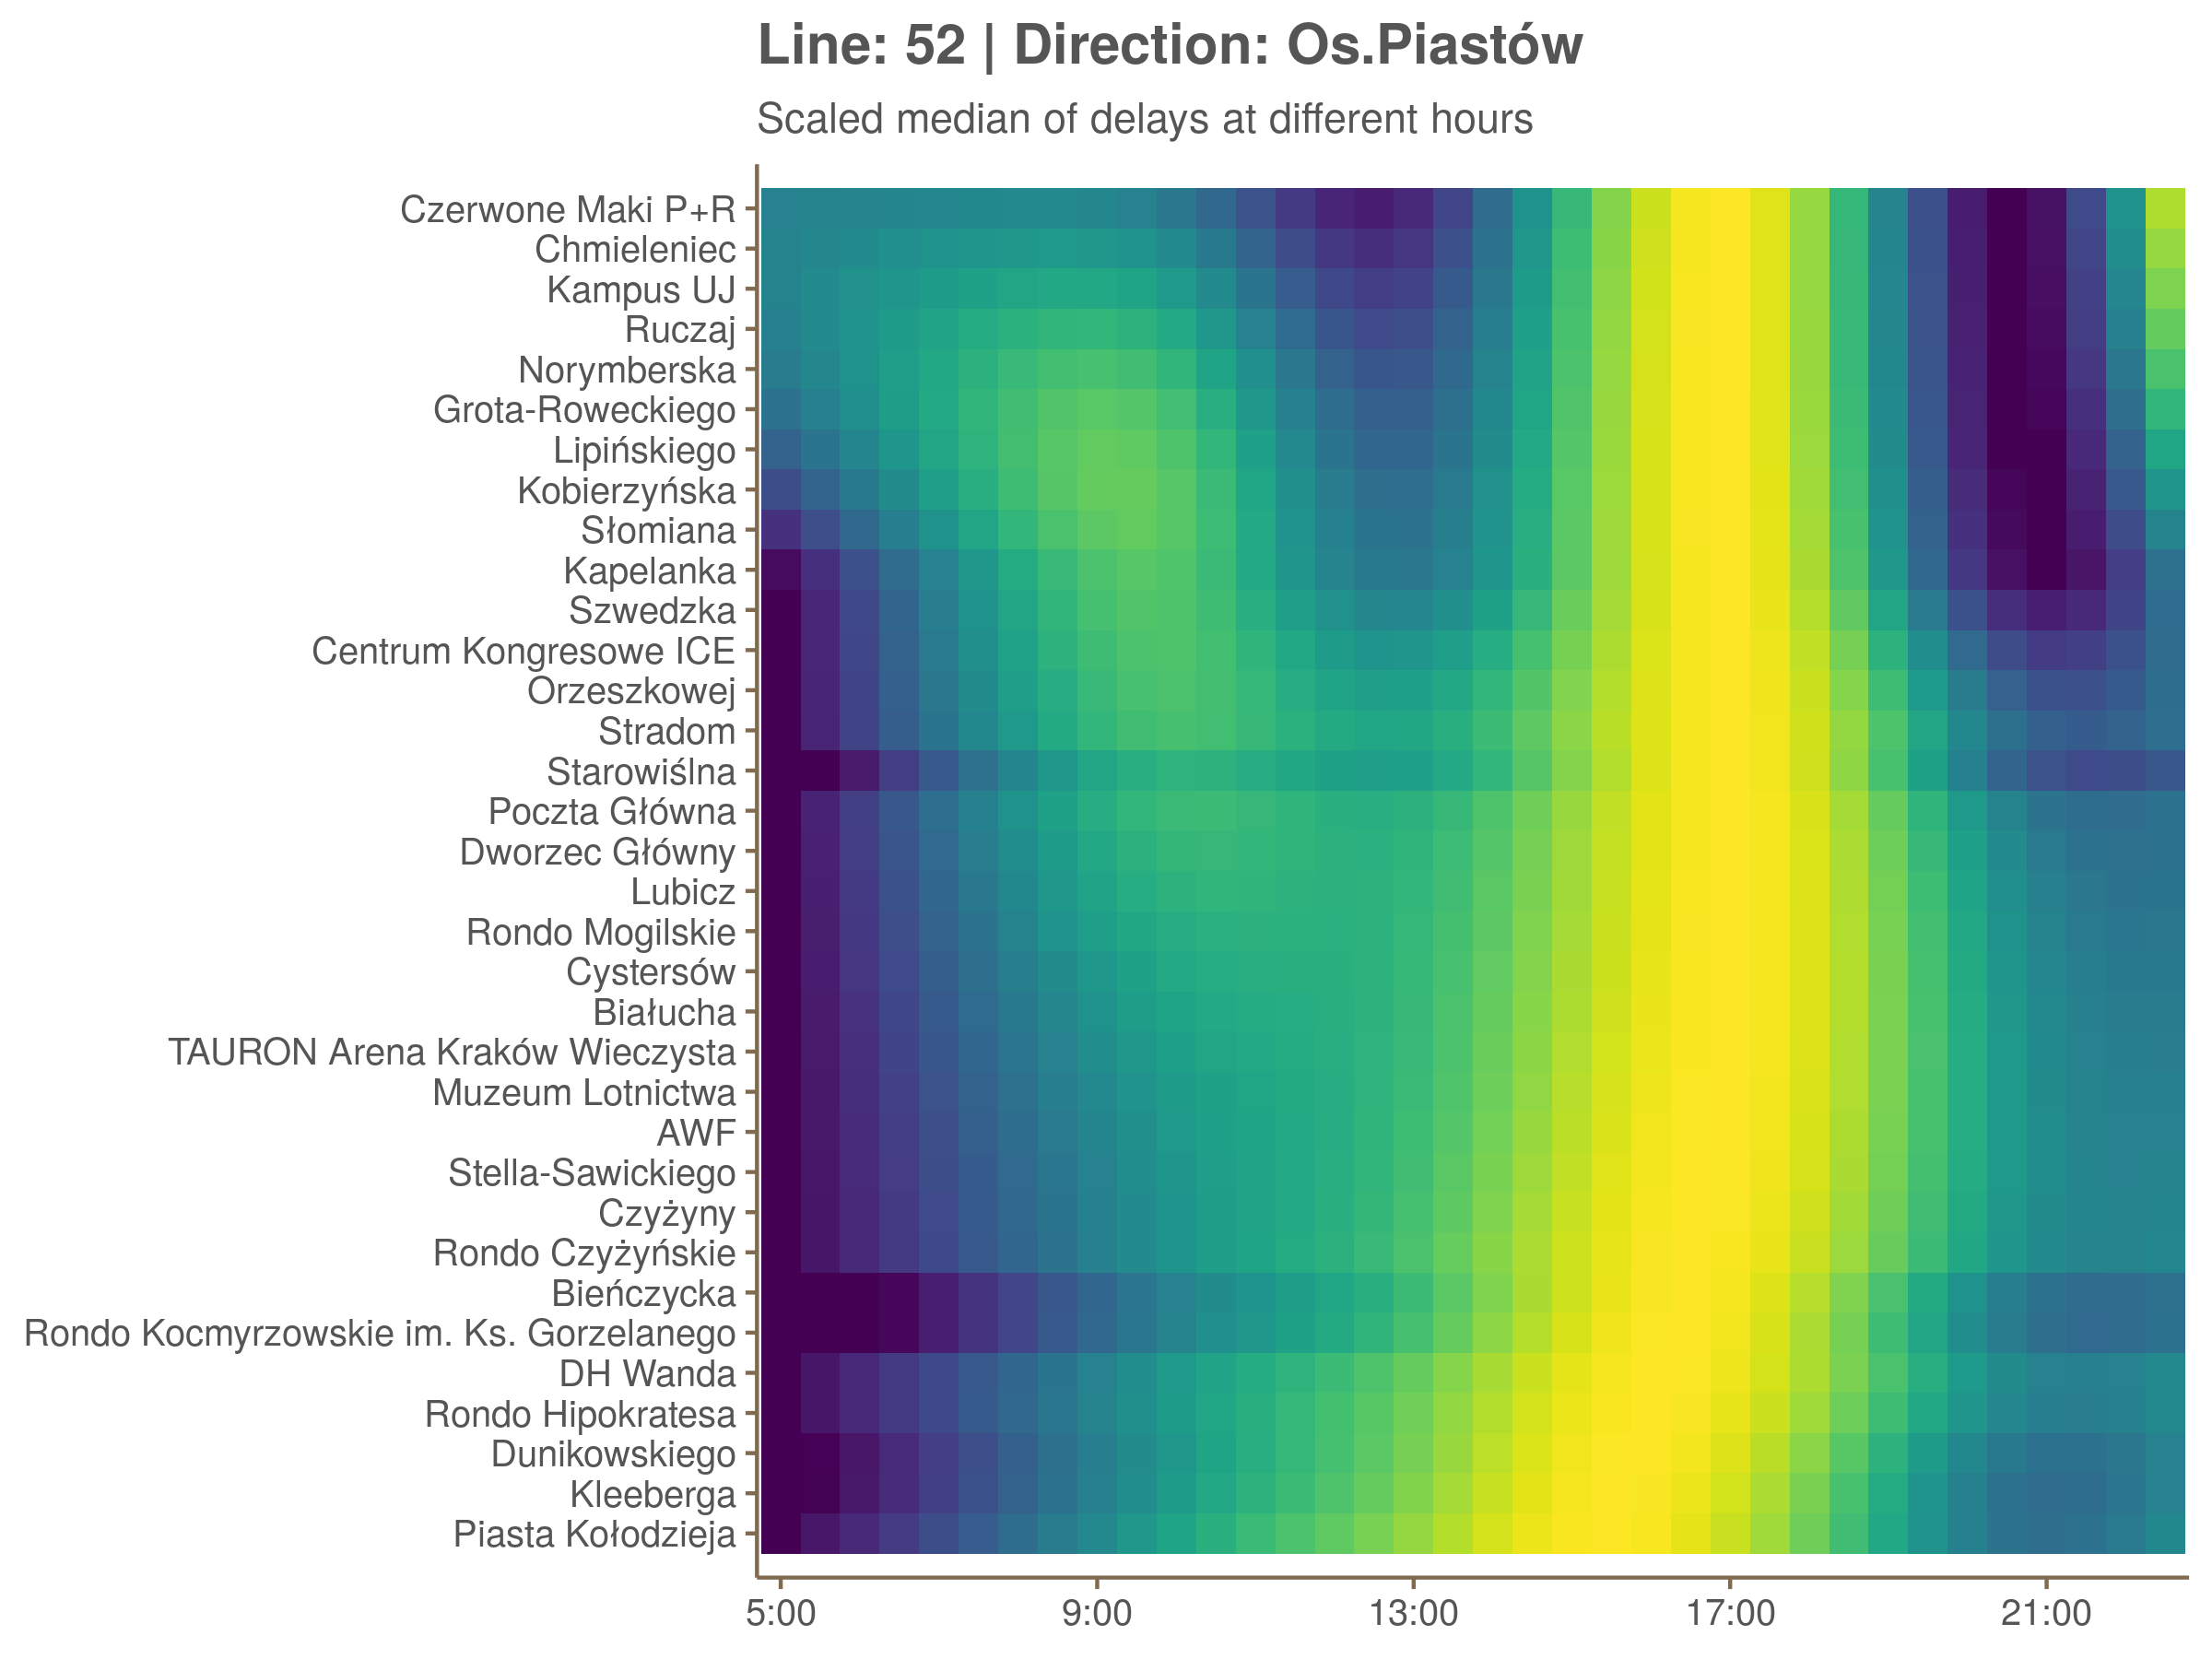 Line: 52 | Direction: Os.Piastów
Scaled median of delays at different hours
Czerwone Maki P+R
Chmieleniec
Kampus UJ
Ruczaj
Norymberska
Grota-Roweckiego
Lipińskiego
Kobierzyńska
Słomiana
Kapelanka
Szwedzka
Centrum Kongresowe ICE
Orzeszkowej
Stradom
Starowiślna
Poczta Główna
Dworzec Główny
Lubicz
Rondo Mogilskie
Cystersów
Białucha
TAURON Arena Kraków Wieczysta
Muzeum Lotnictwa
AWF
Stella-Sawickiego
Czyżyny
Rondo Czyżyńskie
Bieńczycka
Rondo Kocmyrzowskie im. Ks. Gorzelanego
DH Wanda
Rondo Hipokratesa
Dunikowskiego
Kleeberga
Piasta Kołodzieja
5:00 9:00 13:00 17:00 21:00